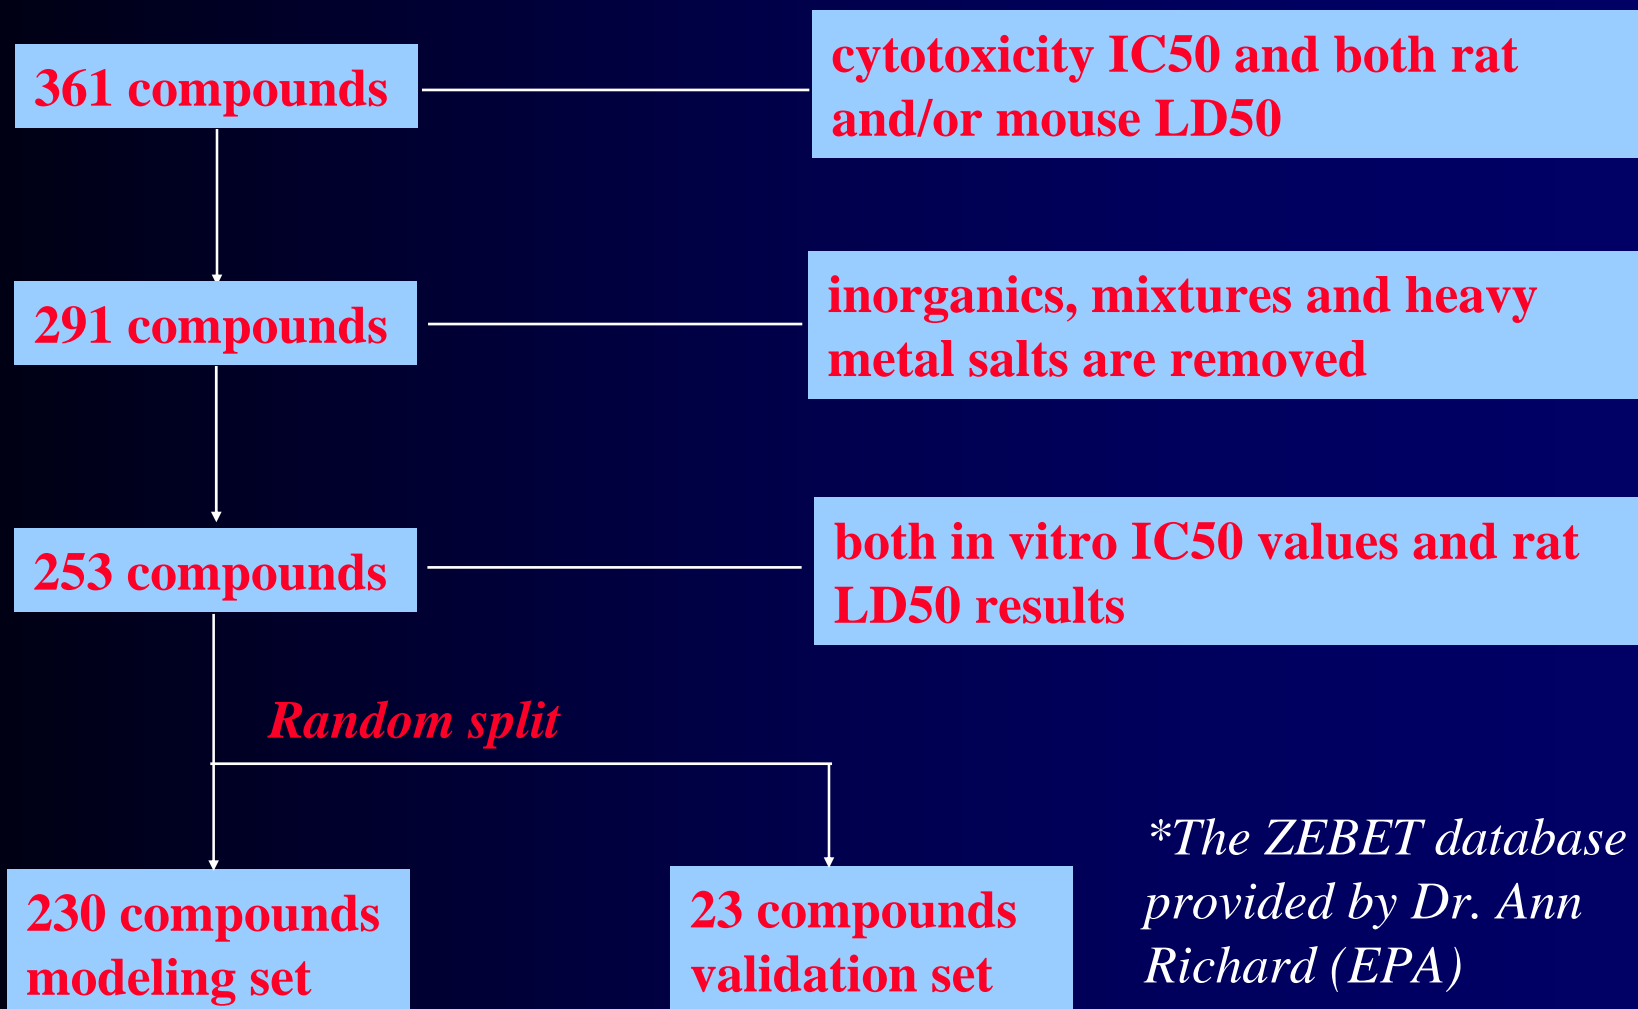 361 compounds
cytotoxicity IC50 and both rat
and/or mouse LD50
291 compounds
inorganics, mixtures and heavy
metal salts are removed
253 compounds
both in vitro IC50 values and rat
LD50 results
Random split
230 compounds
modeling set
23 compounds
validation set
*The ZEBET database
provided by Dr. Ann
Richard (EPA)